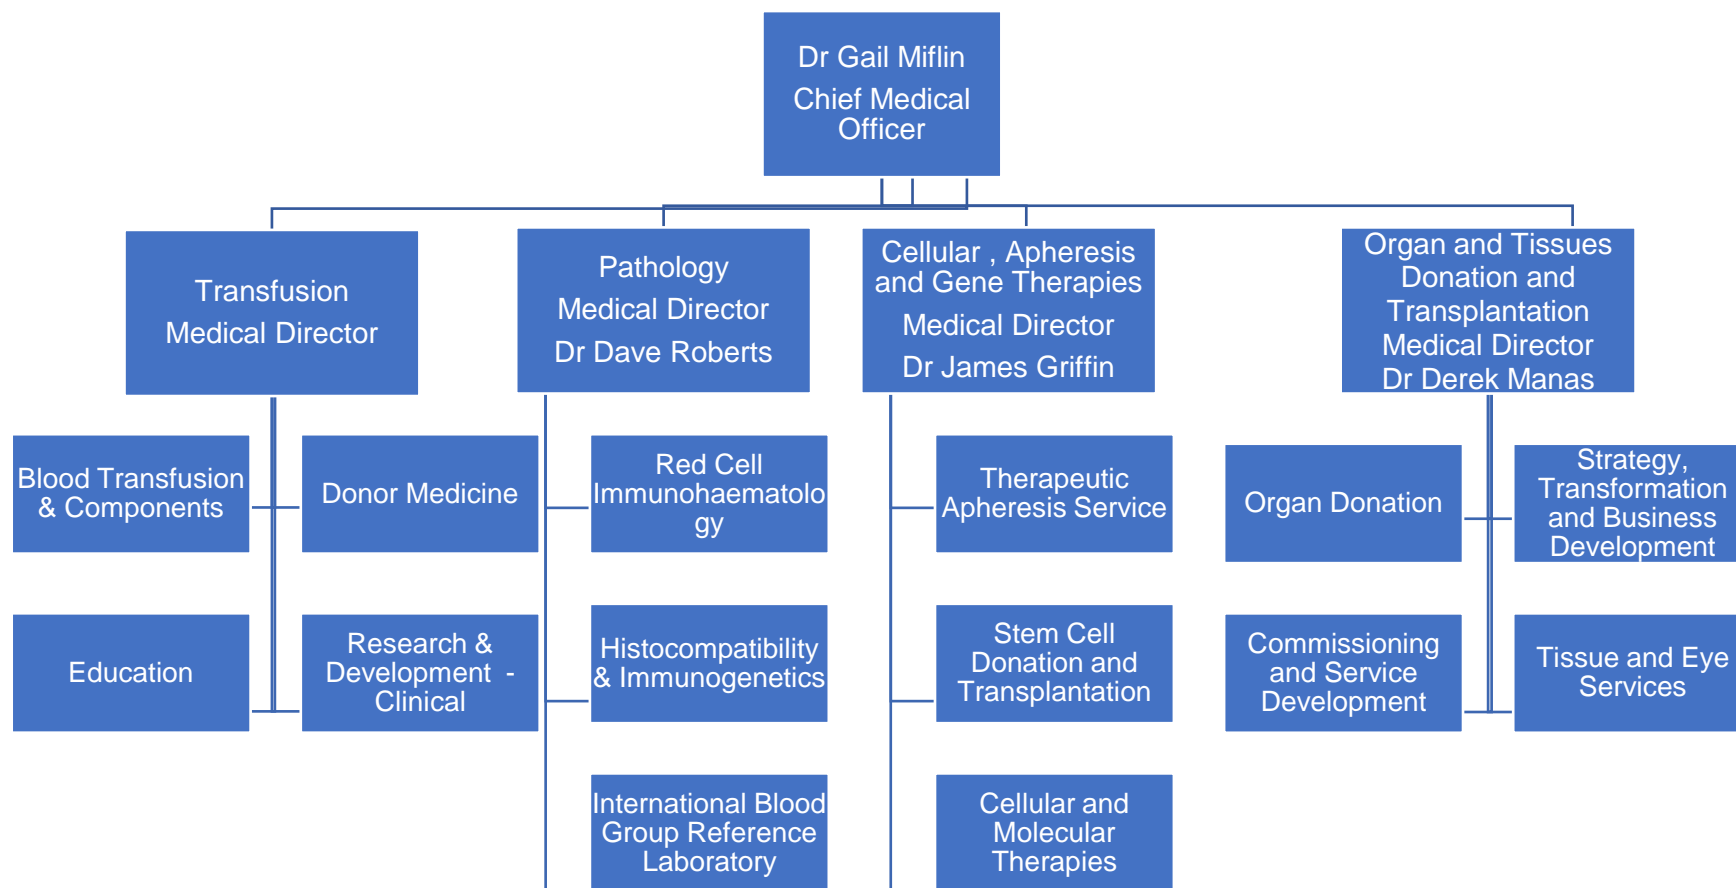 Dr Gail Miflin
Chief Medical
Officer
Transfusion
Medical Director
Pathology
Medical Director
Dr Dave Roberts
Cellular , Apheresis
and Gene Therapies
Medical Director
Dr James Griffin
Organ and Tissues
Donation and
Transplantation
Medical Director
Dr Derek Manas
Blood Transfusion
& Components
Donor Medicine
Red Cell
Immunohaematolo
gy
Therapeutic
Apheresis Service
Organ Donation
Strategy,
Transformation
and Business
Development
Education
Research &
Development -
Clinical
Histocompatibility
& Immunogenetics
Stem Cell
Donation and
Transplantation
Commissioning
and Service
Development
Tissue and Eye
Services
International Blood
Group Reference
Laboratory
Cellular and
Molecular
Therapies